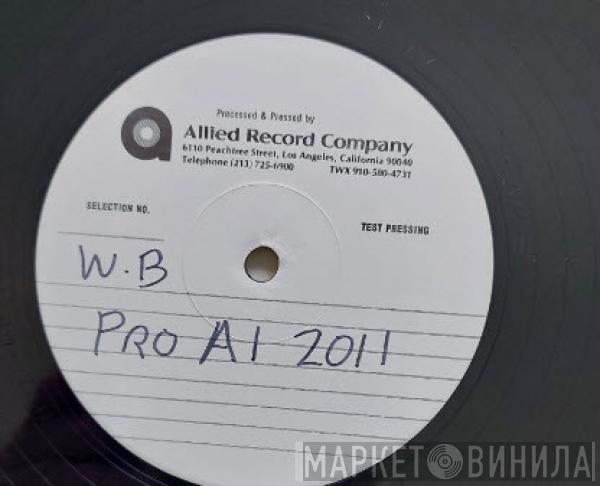 Processed & Pressed by
Allied Record Company
6110 Peachtree Street, Los Angeles, California 90040
Telephone (213) 725-6900 TWX 910-580-4731
SELECTION NO.
TEST PRESSING
W.B
PRO A1 2011
МАРКЕТ ВИНИЛА